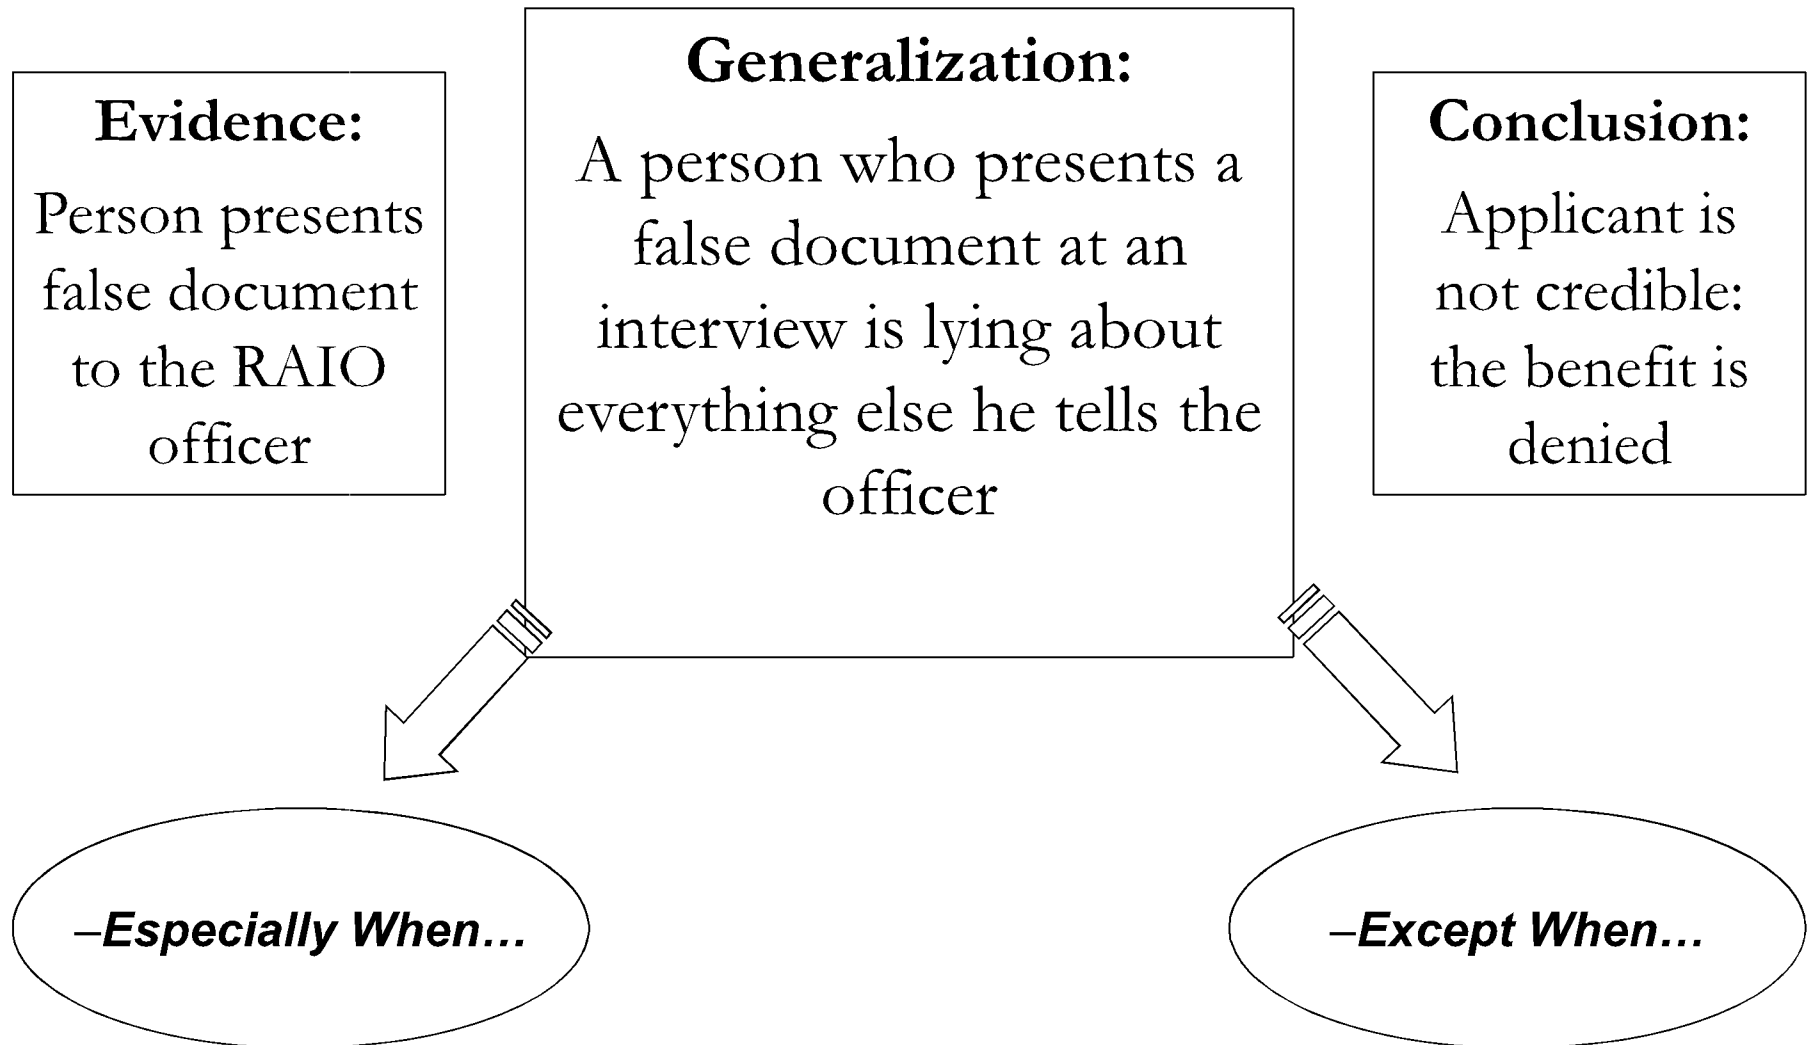 Evidence:
Person presents
false document
to the RAIO
officer
Generalization:
A person who presents a
false document at an
interview is lying about
everything else he tells the
officer
Conclusion:
Applicant is
not credible:
the benefit is
denied
–Especially When…
–Except When…